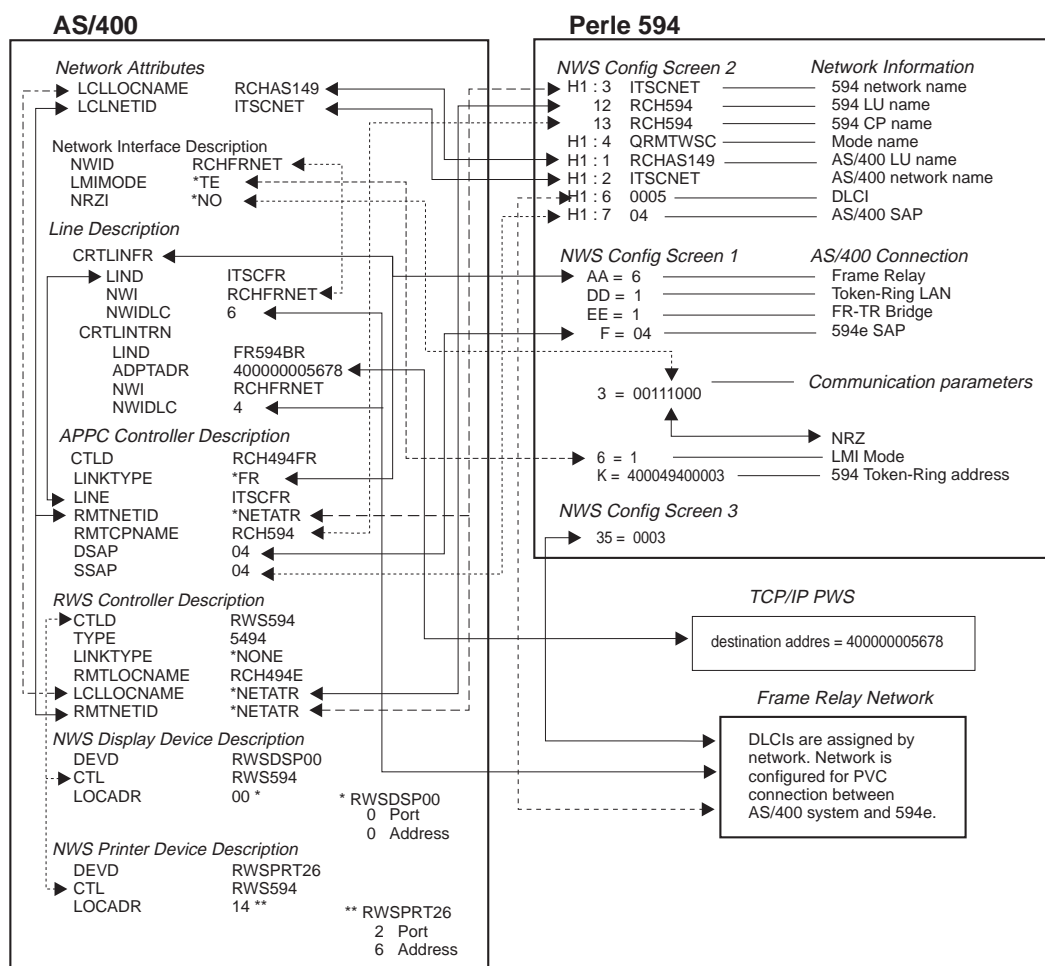 AS/400
Network Attributes
LCLLOCNAME RCHAS149
LCLNETID ITSCNET
Network Interface Description
NWID RCHFRNET
LMIMODE *TE
NRZI *NO
Line Description
CRTLINFR
LIND ITSCFR
NWI RCHFRNET
NWIDLC 6
CRTLINTRN
LIND FR594BR
ADPTADR 400000005678
NWI RCHFRNET
NWIDLC 4
APPC Controller Description
CTLD RCH494FR
LINKTYPE *FR
LINE ITSCFR
RMTNETID *NETATR
RMTCPNAME RCH594
DSAP 04
SSAP 04
RWS Controller Description
CTLD RWS594
TYPE 5494
LINKTYPE *NONE
RMTLOCNAME RCH494E
LCLLOCNAME *NETATR
RMTNETID *NETATR
NWS Display Device Description
DEVD RWSDSP00
CTL RWS594
LOCADR 00 *
* RWSDSP00
0 Port
0 Address
NWS Printer Device Description
DEVD RWSPRT26
CTL RWS594
LOCADR 14 **
** RWSPRT26
2 Port
6 Address
Perle 594
NWS Config Screen 2 Network Information
H1 : 3 ITSCNET 594 network name
12 RCH594 594 LU name
13 RCH594 594 CP name
H1 : 4 QRMTWSC Mode name
H1 : 1 RCHAS149 AS/400 LU name
H1 : 2 ITSCNET AS/400 network name
H1 : 6 0005 DLCI
H1 : 7 04 AS/400 SAP
NWS Config Screen 1 AS/400 Connection
AA = 6 Frame Relay
DD = 1 Token-Ring LAN
EE = 1 FR-TR Bridge
F = 04 594e SAP
3 = 00111000 Communication parameters
NRZ
6 = 1 LMI Mode
K = 400049400003 594 Token-Ring address
NWS Config Screen 3
35 = 0003
TCP/IP PWS
destination addres = 400000005678
Frame Relay Network
DLCIs are assigned by
network. Network is
configured for PVC
connection between
AS/400 system and 594e.